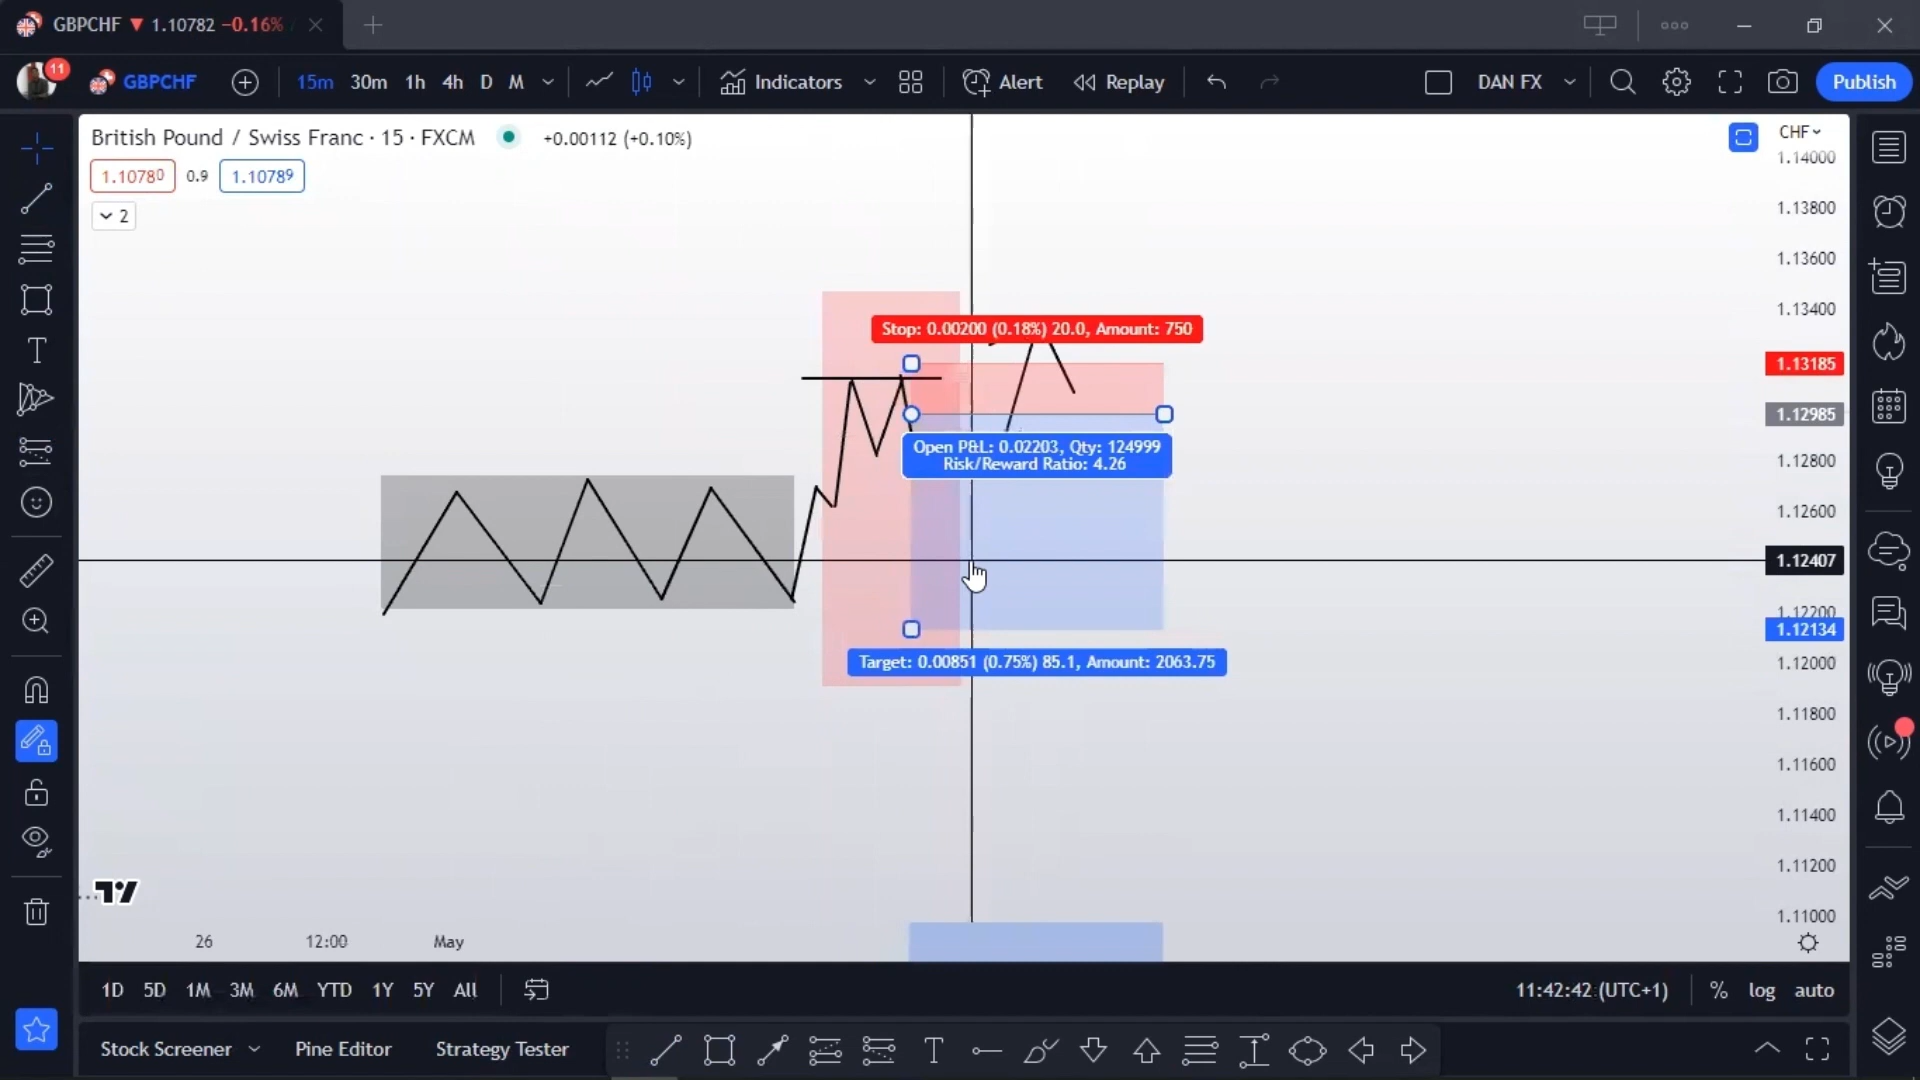 GBPCHF ▼ 1.10782 −0.16%
11
GBPCHF
15m 30m 1h 4h D M
Indicators
Alert
Replay
DAN FX
Publish
British Pound / Swiss Franc · 15 · FXCM
+0.00112 (+0.10%)
1.10780 0.9 1.10789
2
CHF
1.14000
1.13800
1.13600
1.13400
Stop: 0.00200 (0.18%) 20.0, Amount: 750
1.13185
1.12985
Open P&L: 0.02203, Qty: 124999
Risk/Reward Ratio: 4.26
1.12800
1.12600
1.12407
1.12200
1.12134
Target: 0.00851 (0.75%) 85.1, Amount: 2063.75
1.12000
1.11800
1.11600
1.11400
1.11200
1.11000
26 12:00 May
1D 5D 1M 3M 6M YTD 1Y 5Y All
11:42:42 (UTC+1) % log auto
Stock Screener Pine Editor Strategy Tester